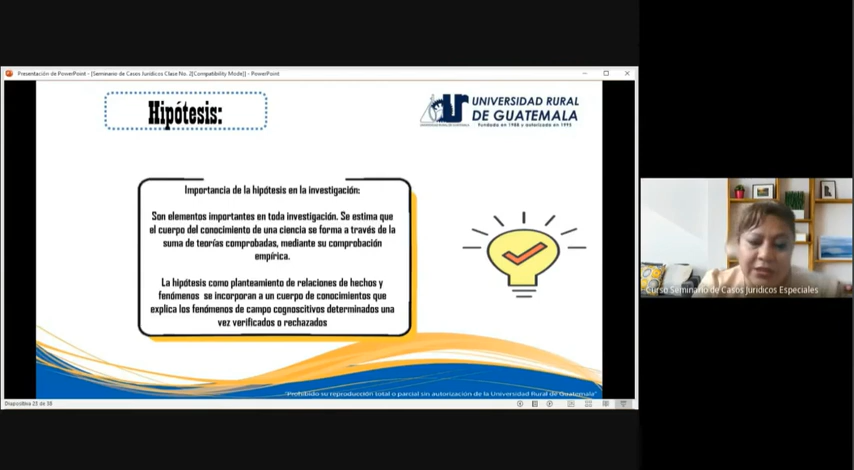 Presentación de PowerPoint - [Seminario de Casos Jurídicos Clase No. 2[Compatibility Mode]] - PowerPoint
Hipótesis:
UNIVERSIDAD RURAL
DE GUATEMALA
fundada en 1988 y autorizada en 1995
Importancia de la hipótesis en la investigación:
Son elementos importantes en toda investigación. Se estima que
el cuerpo del conocimiento de una ciencia se forma a través de la
suma de teorías comprobadas, mediante su comprobación
empírica.
La hipótesis como planteamiento de relaciones de hechos y
fenómenos se incorporan a un cuerpo de conocimientos que
explica los fenómenos de campo cognoscitivos determinados una
vez verificados o rechazados
"Prohibido su reproducción total o parcial sin autorización de la Universidad Rural de Guatemala"
Curso Seminario de Casos Jurídicos Especiales